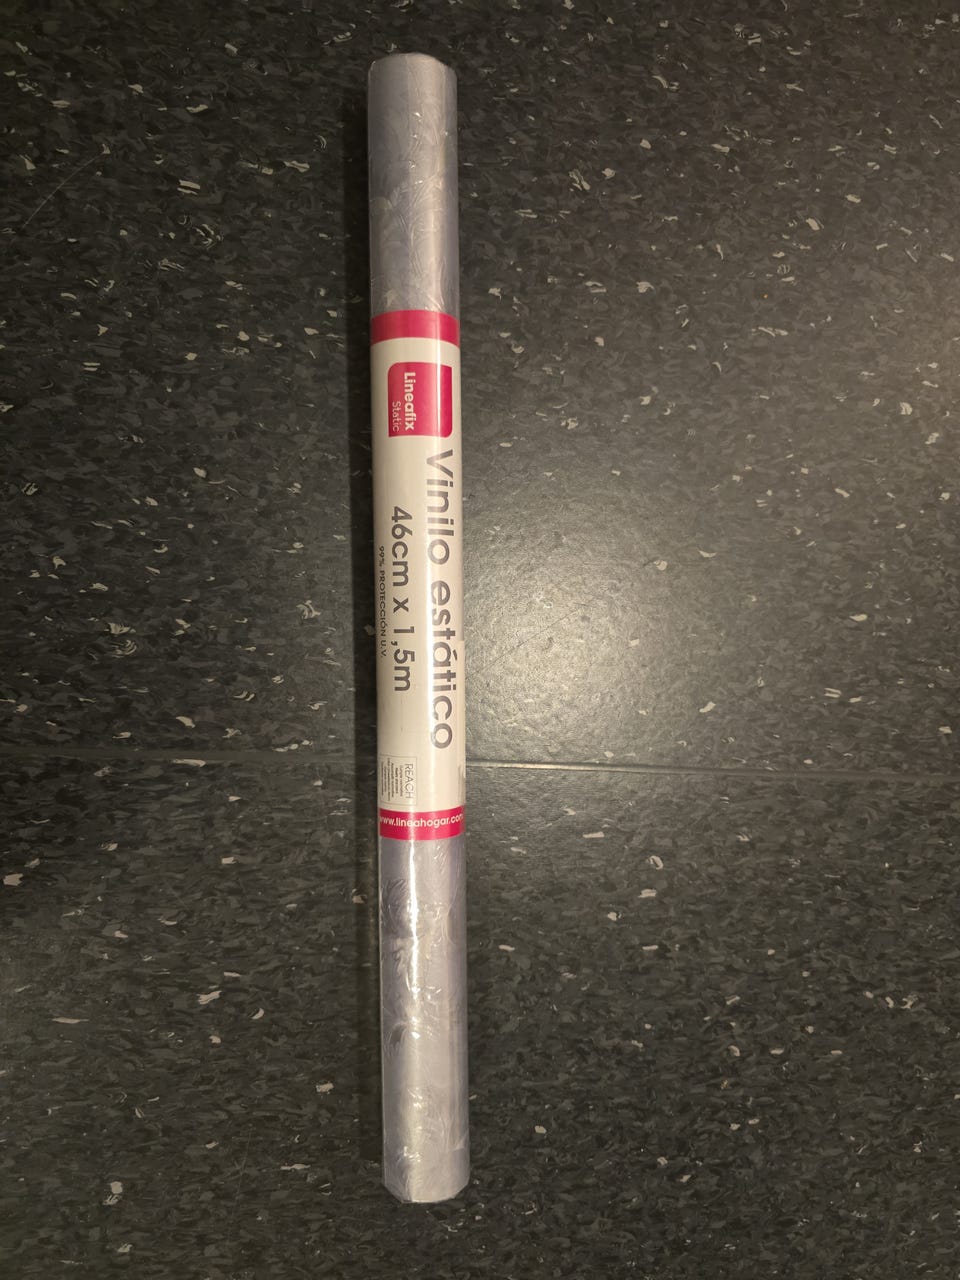 Lineafix
Static
Vinilo estático
46cm x 1,5m
99% PROTECCIÓN U.V.
REACH
www.lineahogar.com